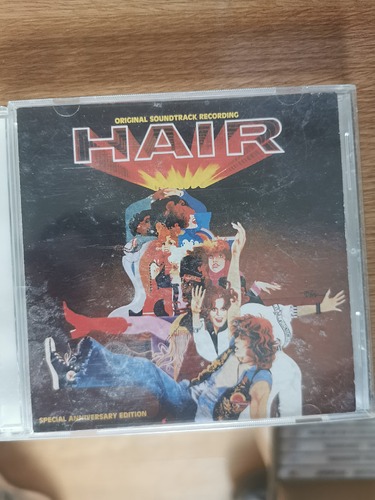 ORIGINAL SOUNDTRACK RECORDING
HAIR
SPECIAL ANNIVERSARY EDITION